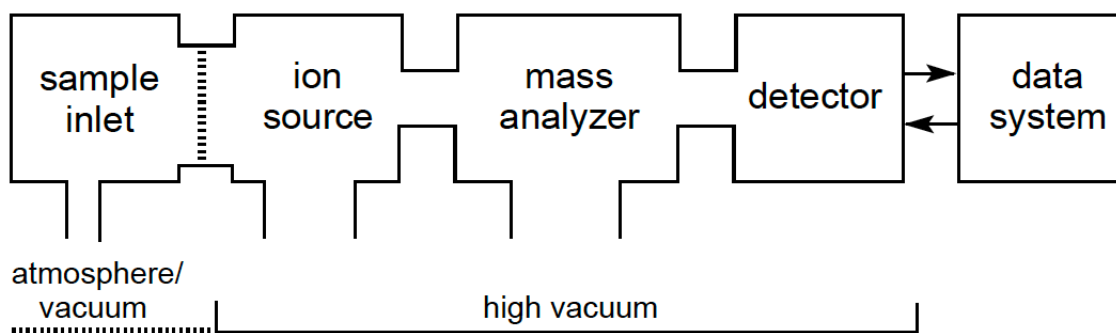 sample
inlet
ion
source
mass
analyzer
detector
data
system
atmosphere/
vacuum
high vacuum